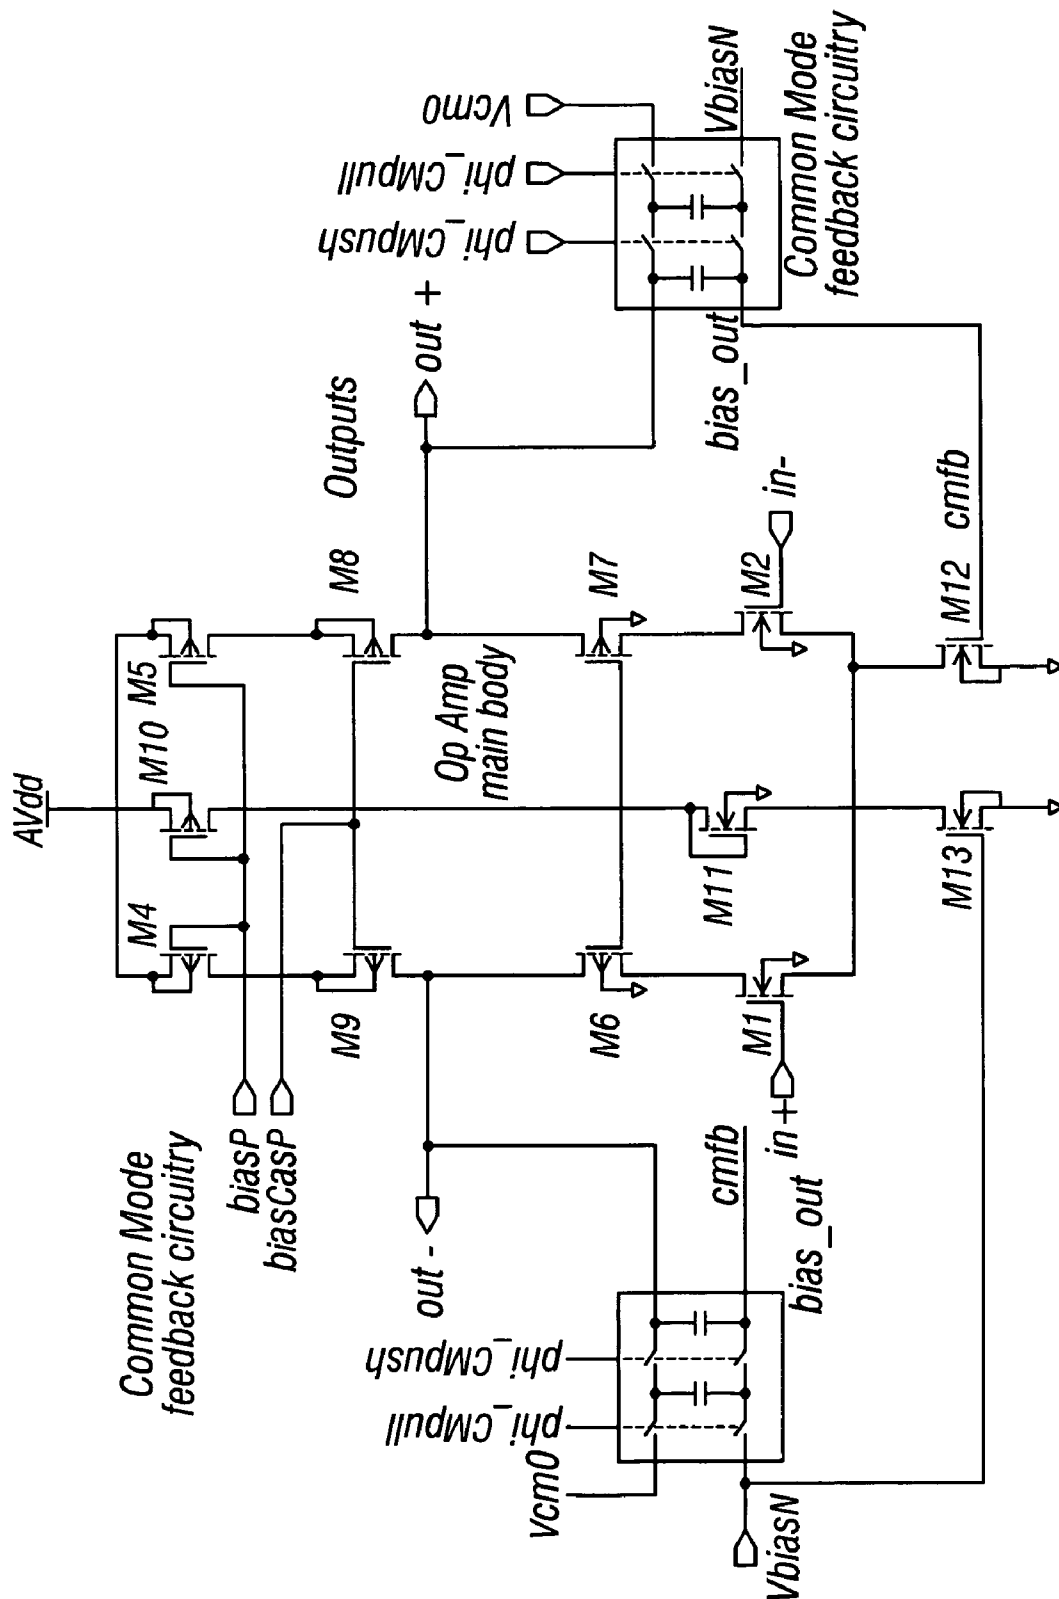 AVdd
Common Mode
feedback circuitry
biasP
biasCasP
M4
M10
M5
M9
M8
Outputs
out -
out +
Op Amp
main body
M6
M7
M11
M1
M2
in+
in-
M13
M12
cmfb
Vcm0
phi_CMpull
phi_CMpush
VbiasN
bias_out
Common Mode
feedback circuitry
phi_CMpush
phi_CMpull
vcm0
cmfb
bias_out
VbiasN